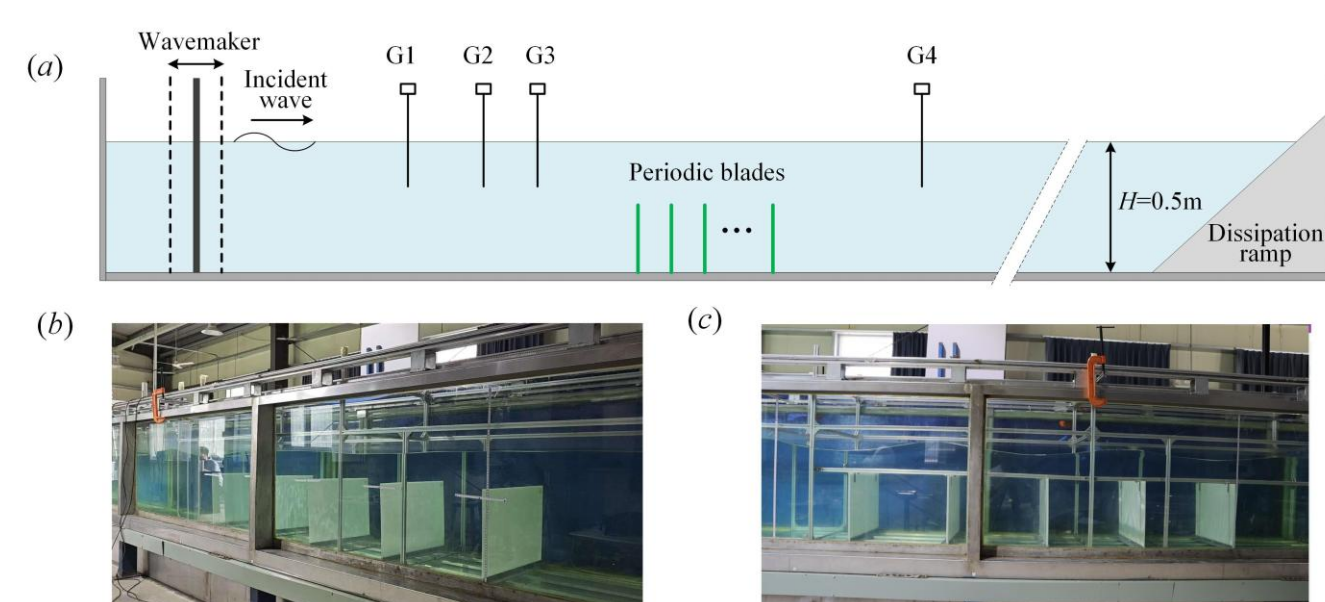 (a)
Wavemaker
Incident
wave
G1
G2
G3
G4
Periodic blades
...
H=0.5m
Dissipation
ramp
(b)
(c)